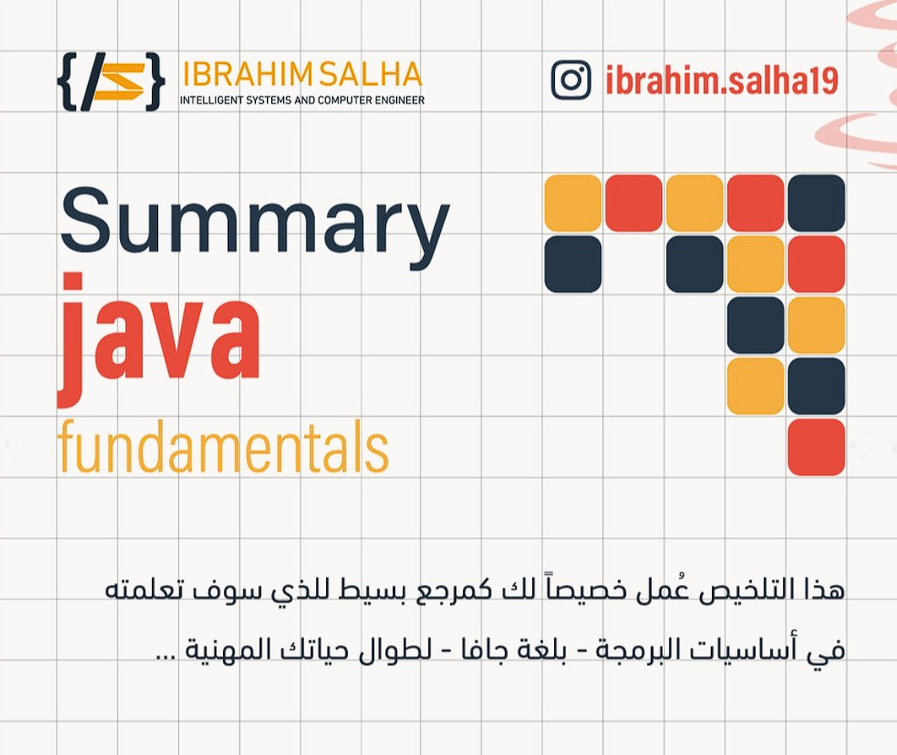 {/S} IBRAHIM SALHA
INTELLIGENT SYSTEMS AND COMPUTER ENGINEER
ibrahim.salha19
Summary
java
fundamentals
هذا التلخيص عُمل خصيصاً لك كمرجع بسيط للذي سوف تعلمته
في أساسيات البرمجة - بلغة جافا - لطوال حياتك المهنية ...